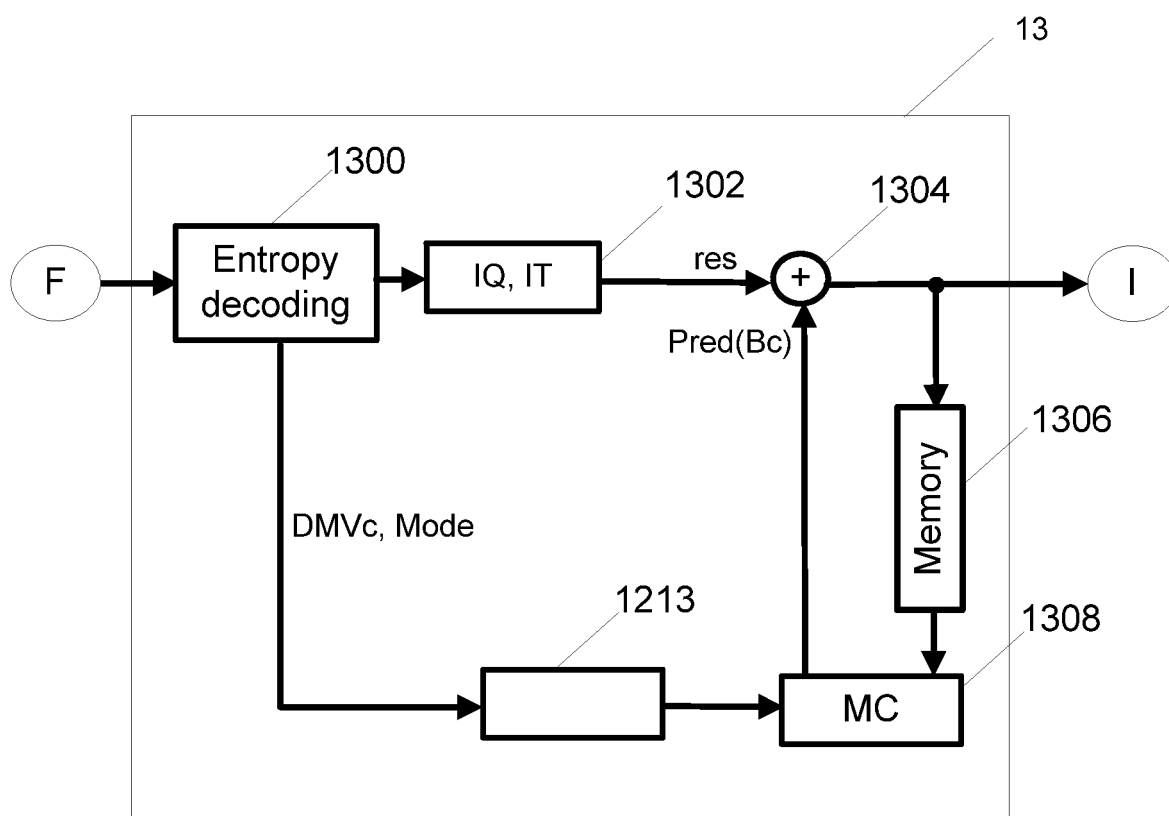 13
1300
1302
1304
F
Entropy
decoding
IQ, IT
res
+
I
Pred(Bc)
1306
Memory
DMVc, Mode
1213
1308
MC